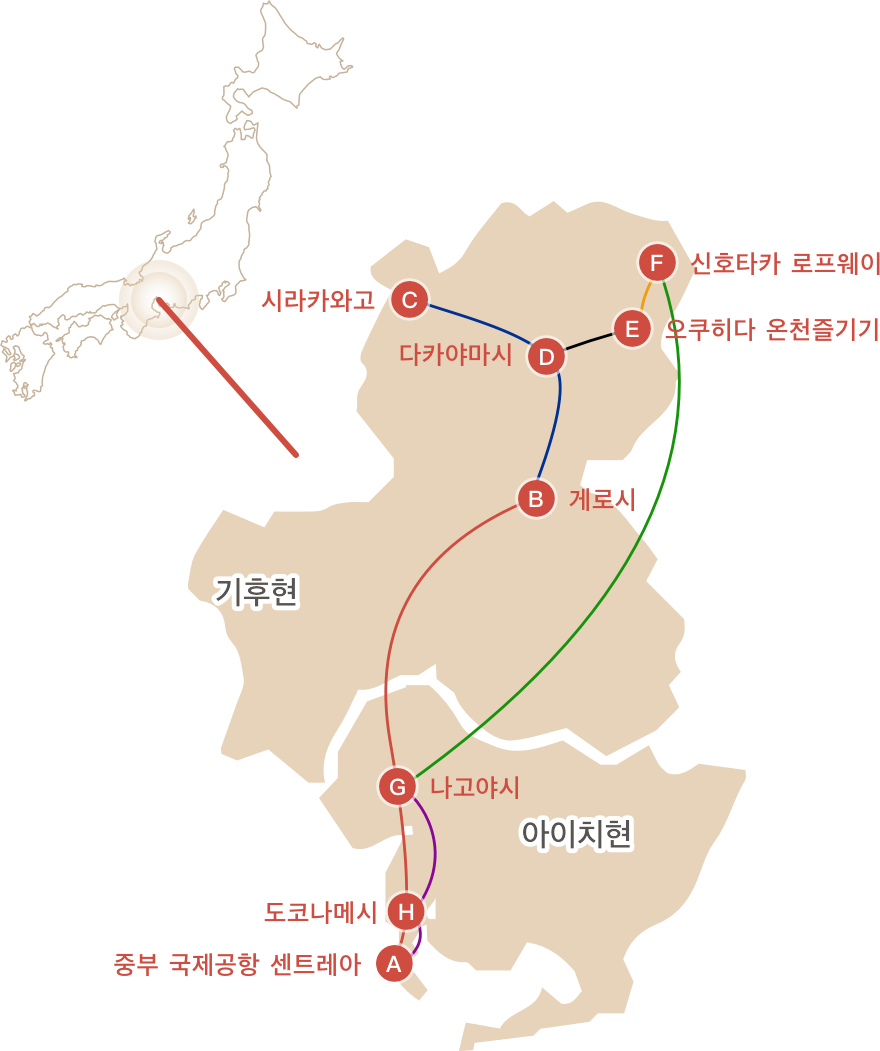 F 신호타카 로프웨이
시라카와고 C
E 오쿠히다 온천즐기기
다카야마시 D
B 게로시
기후현
G 나고야시
아이치현
도코나메시 H
중부 국제공항 센트레아 A